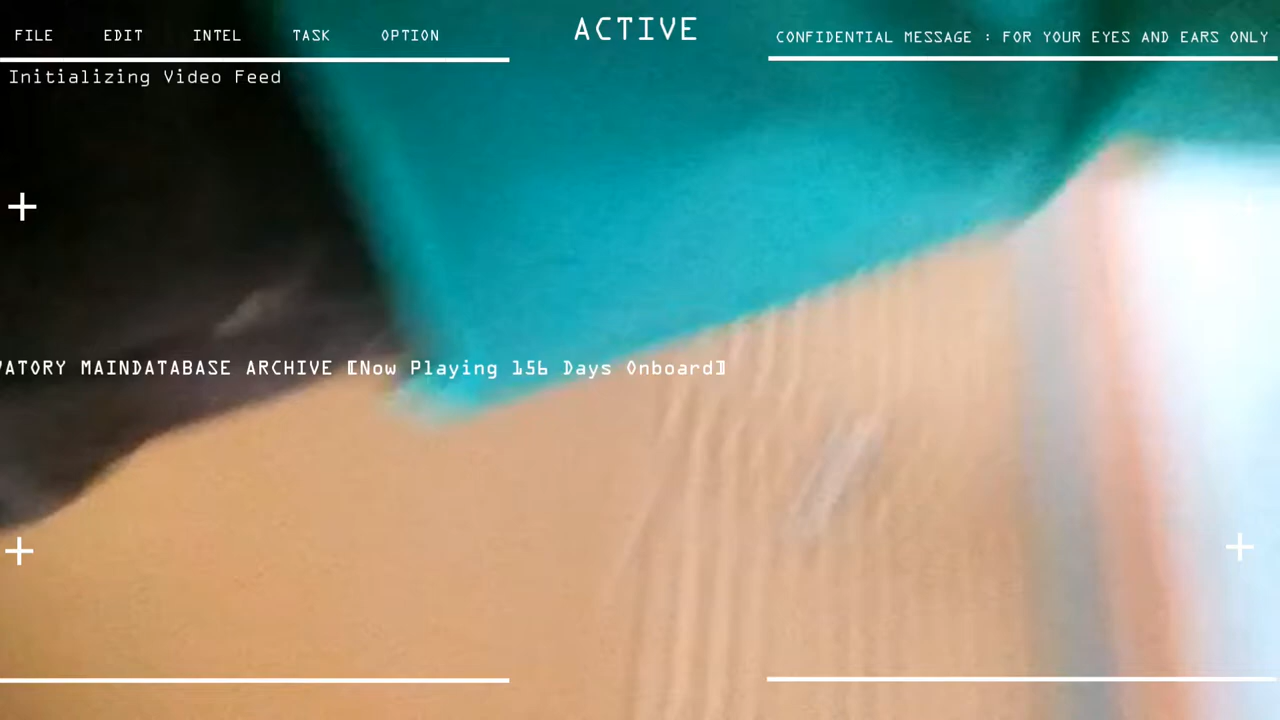 FILE EDIT INTEL TASK OPTION
ACTIVE
CONFIDENTIAL MESSAGE : FOR YOUR EYES AND EARS ONLY
Initializing Video Feed
VATORY MAINDATABASE ARCHIVE [Now Playing 156 Days Onboard]